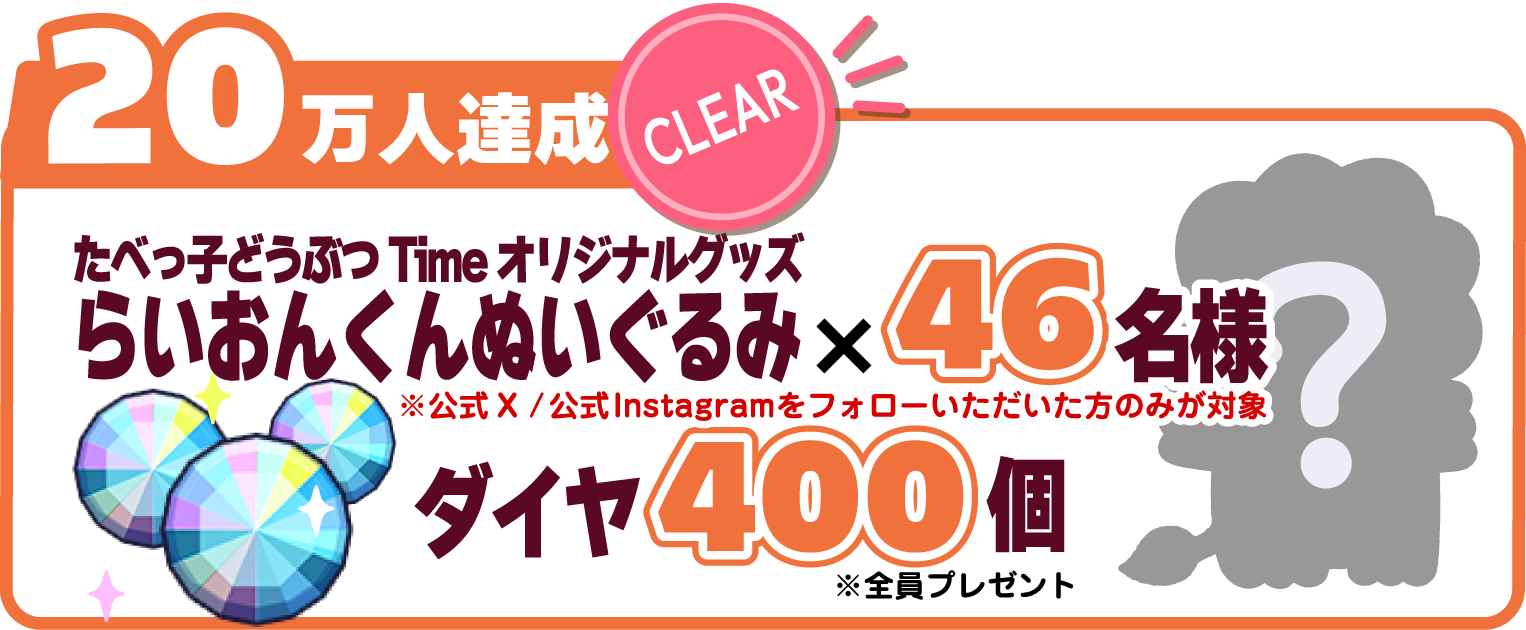 20万人達成
CLEAR
たべっ子どうぶつTimeオリジナルグッズ
らいおんくんぬいぐるみ×46名様
※公式X/公式Instagramをフォローいただいた方のみが対象
ダイヤ400個
※全員プレゼント
?